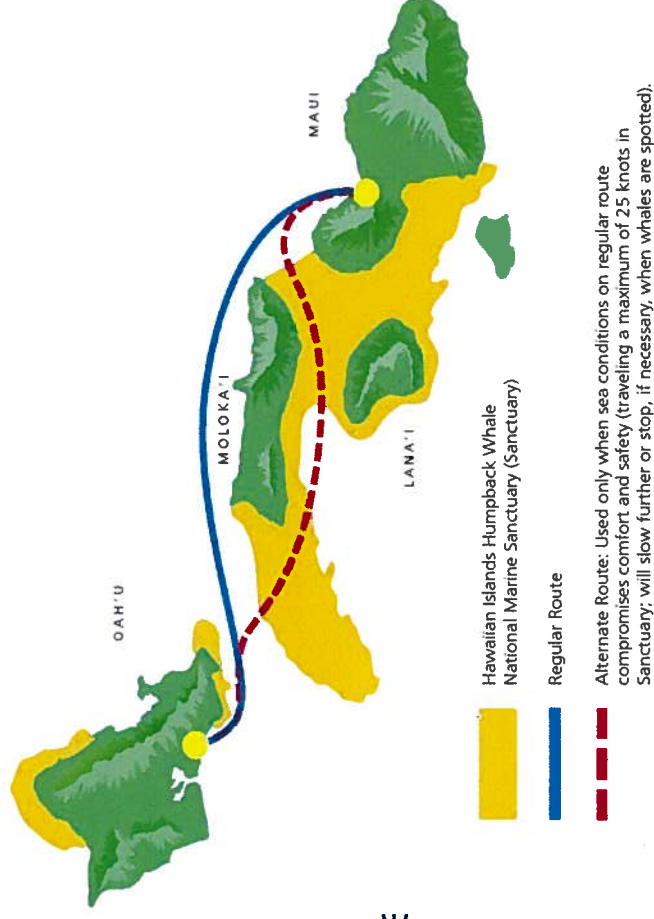 OAH'U
MOLOKA'I
MAUI
LANA'I
Hawaiian Islands Humpback Whale
National Marine Sanctuary (Sanctuary)
Regular Route
Alternate Route: Used only when sea conditions on regular route
compromises comfort and safety (traveling a maximum of 25 knots in
Sanctuary; will slow further or stop, if necessary, when whales are spotted).